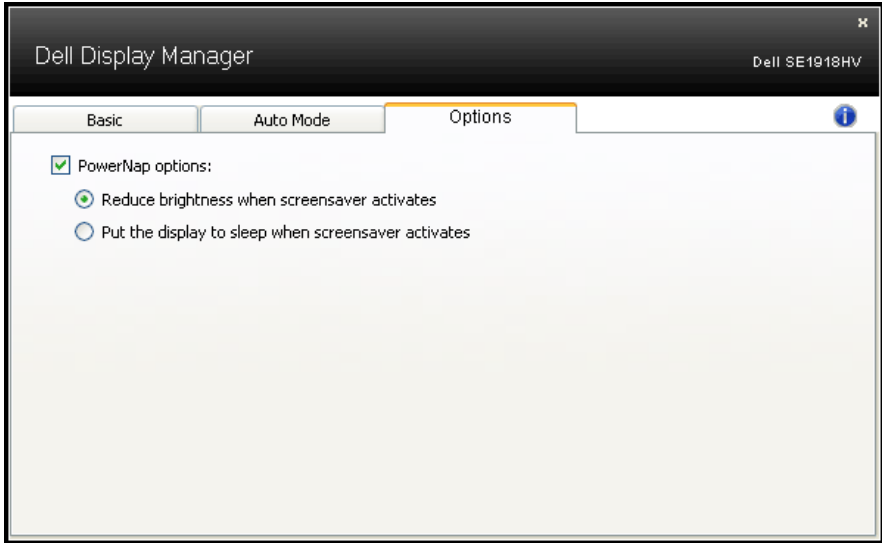 x
Dell Display Manager
Dell SE1918HV
Basic
Auto Mode
Options
i
PowerNap options:
Reduce brightness when screensaver activates
Put the display to sleep when screensaver activates